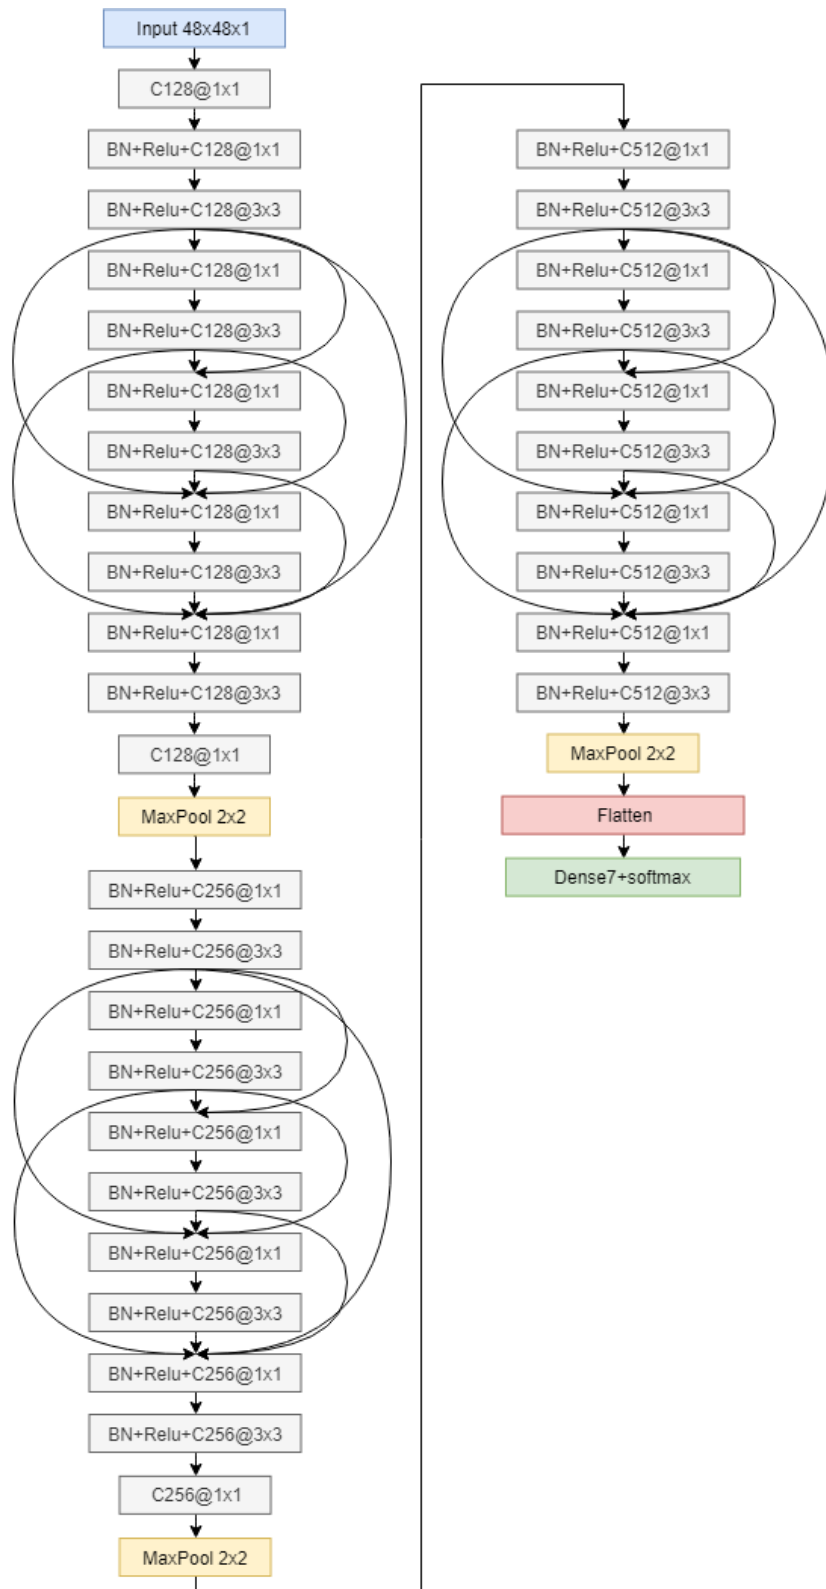 Input 48x48x1
C128@1x1
BN+Relu+C128@1x1
BN+Relu+C128@3x3
BN+Relu+C128@1x1
BN+Relu+C128@3x3
BN+Relu+C128@1x1
BN+Relu+C128@3x3
BN+Relu+C128@1x1
BN+Relu+C128@3x3
BN+Relu+C128@1x1
BN+Relu+C128@3x3
C128@1x1
MaxPool 2x2
BN+Relu+C256@1x1
BN+Relu+C256@3x3
BN+Relu+C256@1x1
BN+Relu+C256@3x3
BN+Relu+C256@1x1
BN+Relu+C256@3x3
BN+Relu+C256@1x1
BN+Relu+C256@3x3
BN+Relu+C256@1x1
BN+Relu+C256@3x3
C256@1x1
MaxPool 2x2
BN+Relu+C512@1x1
BN+Relu+C512@3x3
BN+Relu+C512@1x1
BN+Relu+C512@3x3
BN+Relu+C512@1x1
BN+Relu+C512@3x3
BN+Relu+C512@1x1
BN+Relu+C512@3x3
BN+Relu+C512@1x1
BN+Relu+C512@3x3
MaxPool 2x2
Flatten
Dense7+softmax